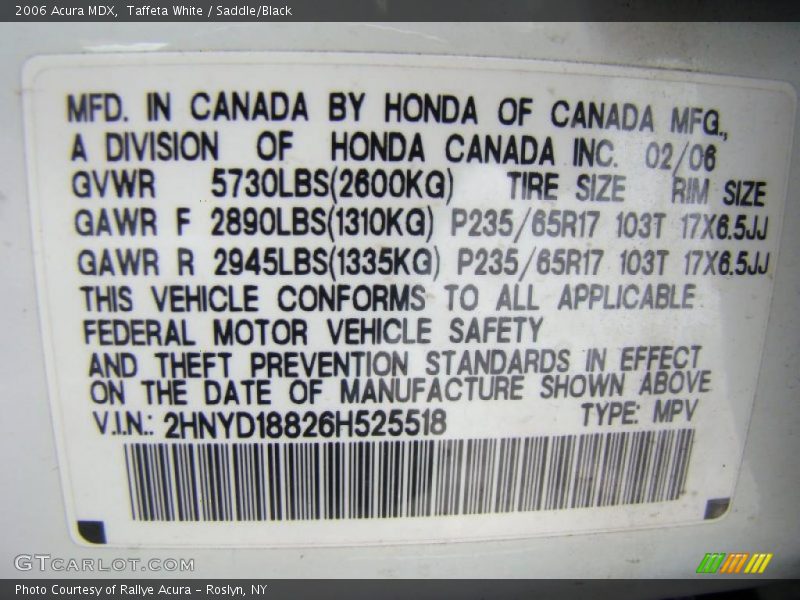 2006 Acura MDX,  Taffeta White / Saddle/Black
MFD. IN CANADA BY HONDA OF CANADA MFG.,
A DIVISION OF HONDA CANADA INC. 02/06
GVWR 5730LBS(2600KG) TIRE SIZE RIM SIZE
GAWR F 2890LBS(1310KG) P235/65R17 103T 17X6.5JJ
GAWR R 2945LBS(1335KG) P235/65R17 103T 17X6.5JJ
THIS VEHICLE CONFORMS TO ALL APPLICABLE
FEDERAL MOTOR VEHICLE SAFETY
AND THEFT PREVENTION STANDARDS IN EFFECT
ON THE DATE OF MANUFACTURE SHOWN ABOVE
V.I.N.: 2HNYD18826H525518 TYPE: MPV
GTCARLOT.COM
Photo Courtesy of Rallye Acura – Roslyn, NY